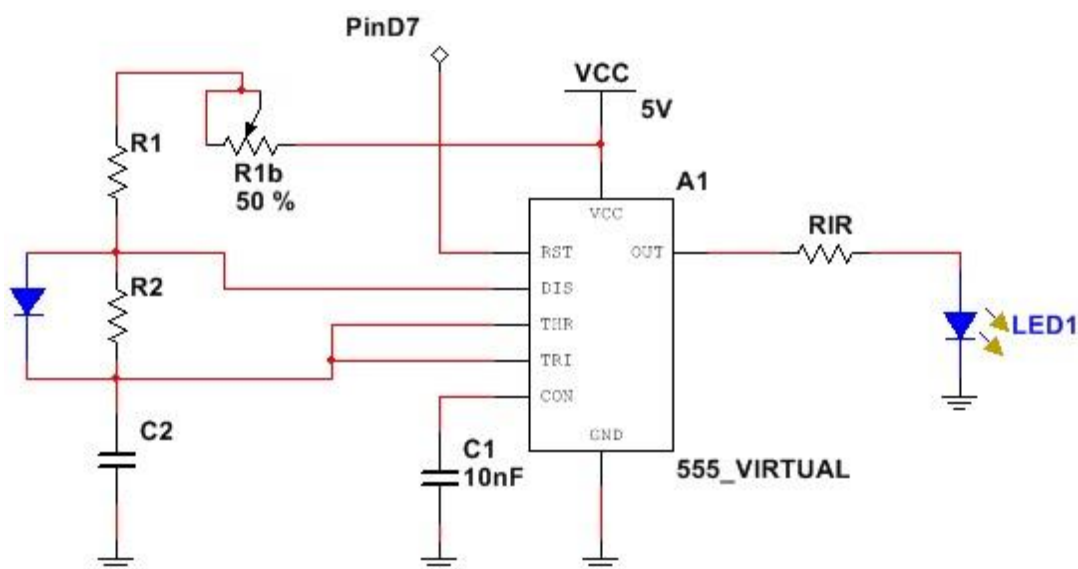 PinD7
VCC
5V
R1
R1b
50 %
A1
VCC
RIR
RST
OUT
R2
DIS
THR
LED1
TRI
CON
C2
GND
C1
10nF
555_VIRTUAL